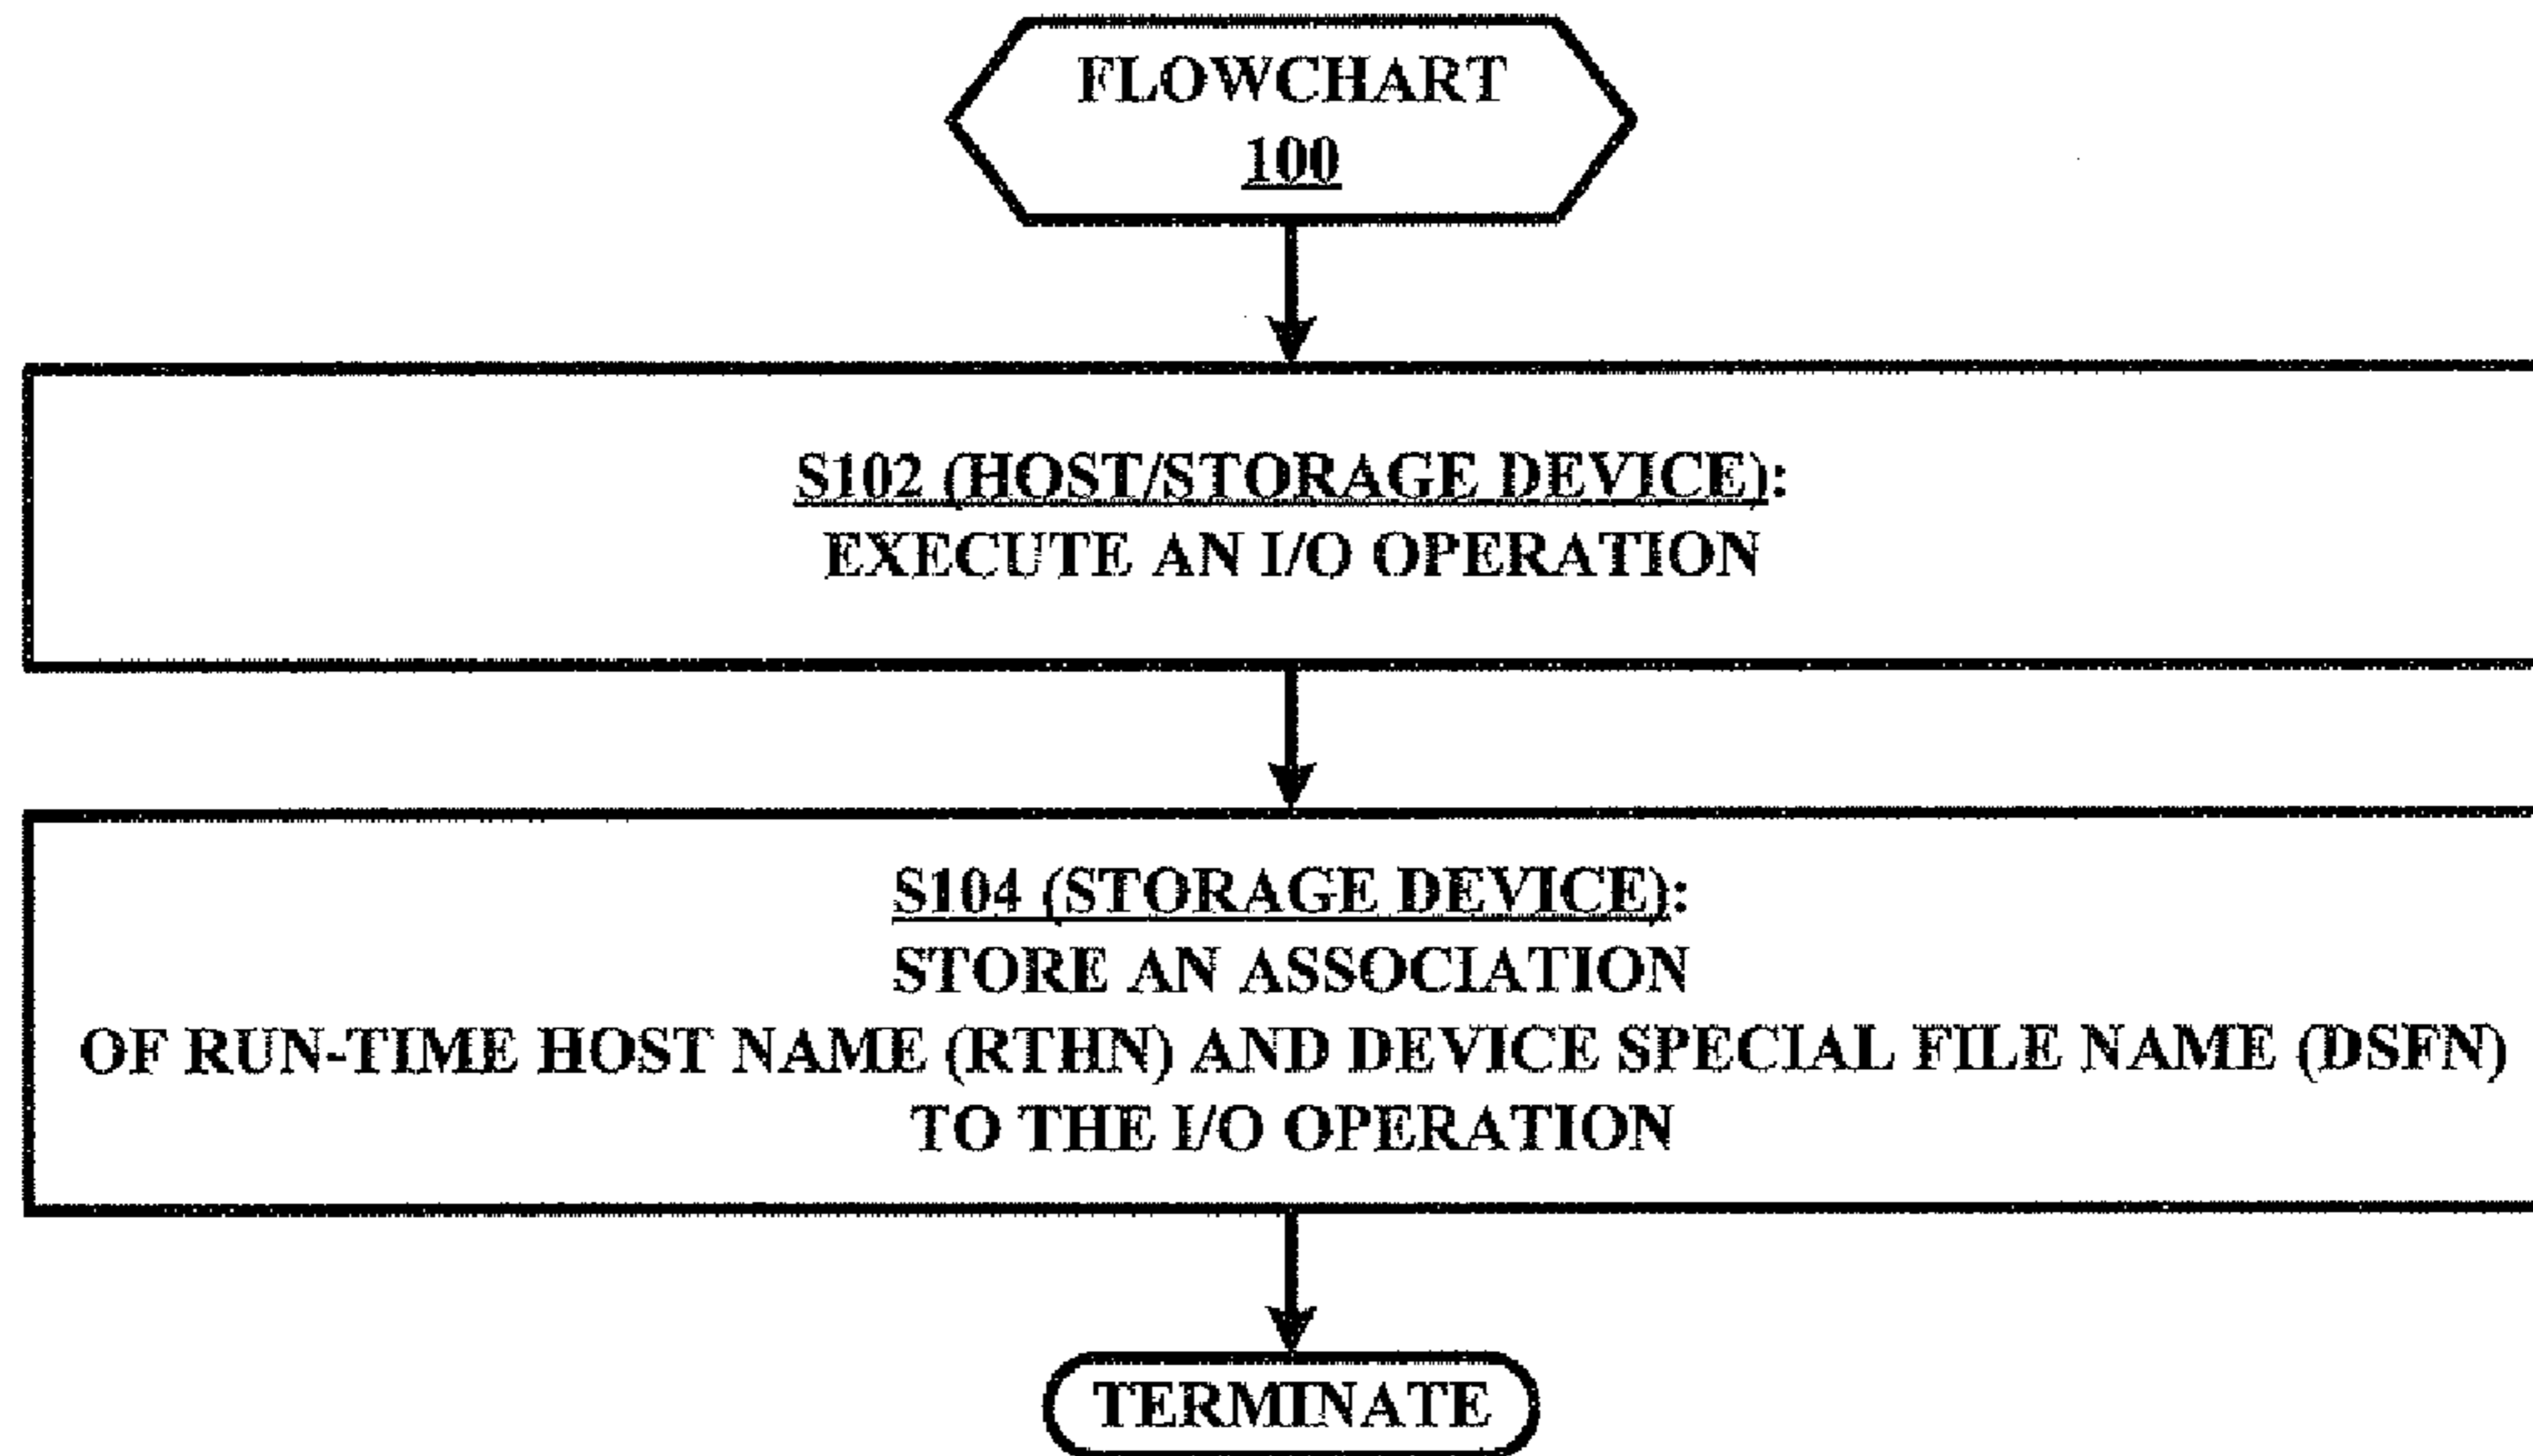 FLOWCHART
100
S102 (HOST/STORAGE DEVICE):
EXECUTE AN I/O OPERATION
S104 (STORAGE DEVICE):
STORE AN ASSOCIATION
OF RUN-TIME HOST NAME (RTHN) AND DEVICE SPECIAL FILE NAME (DSFN)
TO THE I/O OPERATION
TERMINATE